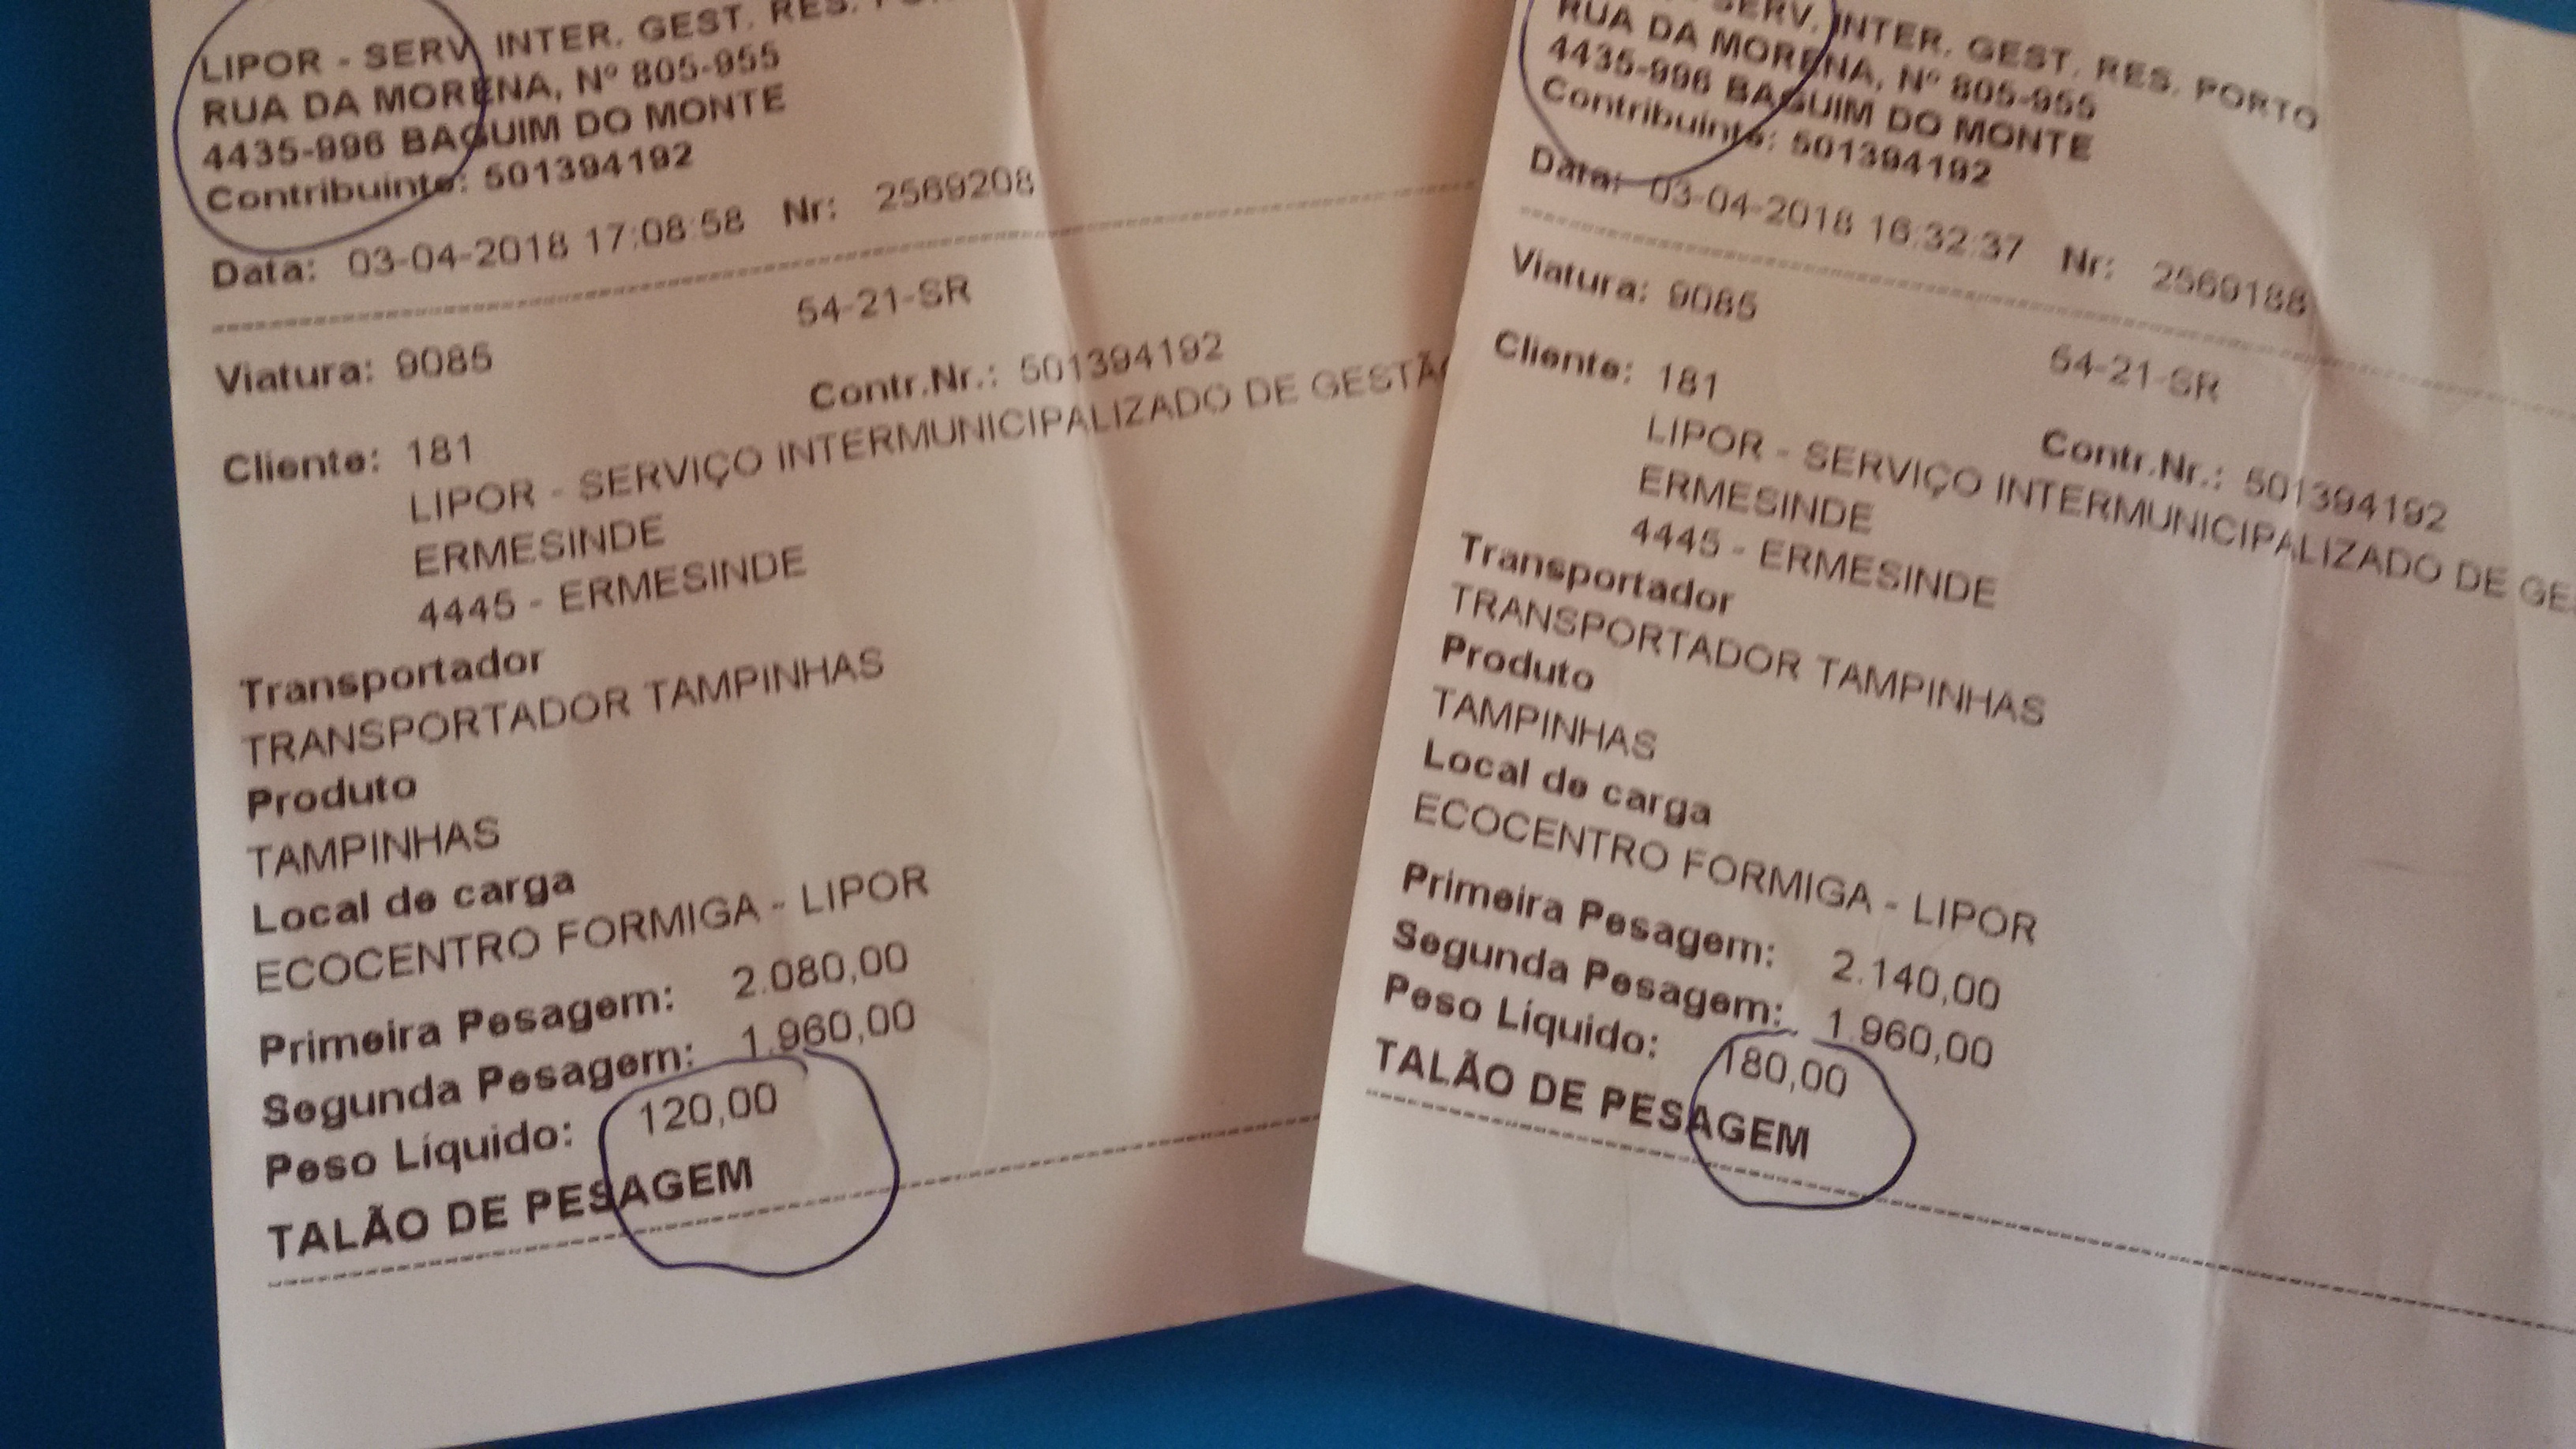 LIPOR - SERV. INTER. GEST. RES.
RUA DA MORENA, Nº 805-955
4435-996 BAGUIM DO MONTE
Contribuinte: 501394192
Data: 03-04-2018 17:08:58 Nr: 2569208
54-21-SR
Viatura: 9085
Contr.Nr.: 501394192
Cliente: 181
LIPOR - SERVIÇO INTERMUNICIPALIZADO DE GESTÃO
ERMESINDE
4445 - ERMESINDE
Transportador
TRANSPORTADOR TAMPINHAS
Produto
TAMPINHAS
Local de carga
ECOCENTRO FORMIGA - LIPOR
Primeira Pesagem: 2.080,00
Segunda Pesagem: 1.960,00
Peso Líquido: 120,00
TALÃO DE PESAGEM
SERV. INTER. GEST. RES. PORTO
RUA DA MORENA, Nº 805-955
4435-996 BAGUIM DO MONTE
Contribuinte: 501394192
Data: 03-04-2018 16:32:37 Nr: 2569188
Viatura: 9085
54-21-SR
Cliente: 181
Contr.Nr.: 501394192
LIPOR - SERVIÇO INTERMUNICIPALIZADO DE GES
ERMESINDE
4445 - ERMESINDE
Transportador
TRANSPORTADOR TAMPINHAS
Produto
TAMPINHAS
Local de carga
ECOCENTRO FORMIGA - LIPOR
Primeira Pesagem: 2.140,00
Segunda Pesagem: 1.960,00
Peso Líquido: 180,00
TALÃO DE PESAGEM